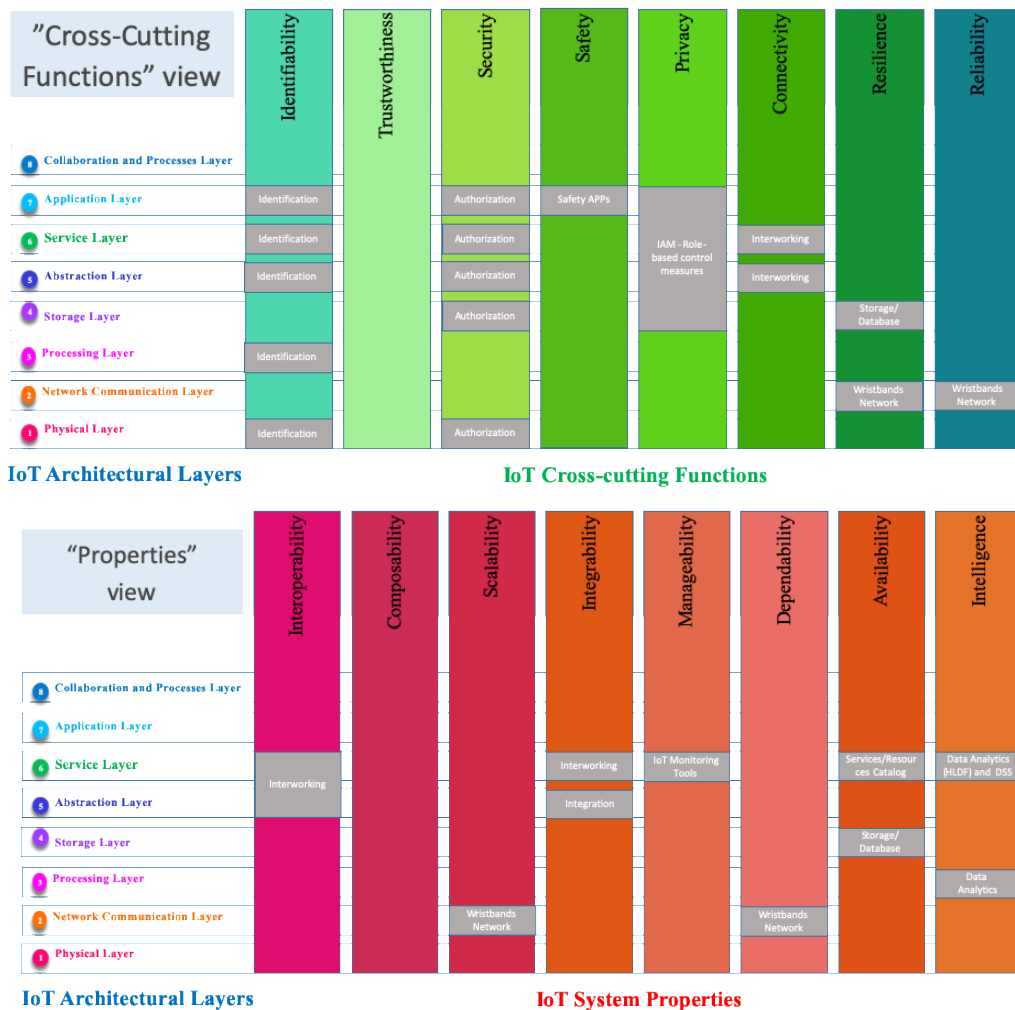 ”Cross-Cutting
Functions” view
Identifiability
Trustworthiness
Security
Safety
Privacy
Connectivity
Resilience
Reliability
8 Collaboration and Processes Layer
7 Application Layer
Identification
Authorization
Safety APPs
6 Service Layer
Identification
Authorization
IAM - Role-
based control
measures
Interworking
5 Abstraction Layer
Identification
Authorization
Interworking
4 Storage Layer
Authorization
Storage/
Database
3 Processing Layer
Identification
2 Network Communication Layer
Wristbands
Network
Wristbands
Network
1 Physical Layer
Identification
Authorization
IoT Architectural Layers
IoT Cross-cutting Functions
“Properties”
view
Interoperability
Composability
Scalability
Integrability
Manageability
Dependability
Availability
Intelligence
8 Collaboration and Processes Layer
7 Application Layer
6 Service Layer
Interworking
Interworking
IoT Monitoring
Tools
Services/Resour
ces Catalog
Data Analytics
(HLDF) and DSS
5 Abstraction Layer
Integration
4 Storage Layer
Storage/
Database
3 Processing Layer
Data
Analytics
2 Network Communication Layer
Wristbands
Network
Wristbands
Network
1 Physical Layer
IoT Architectural Layers
IoT System Properties